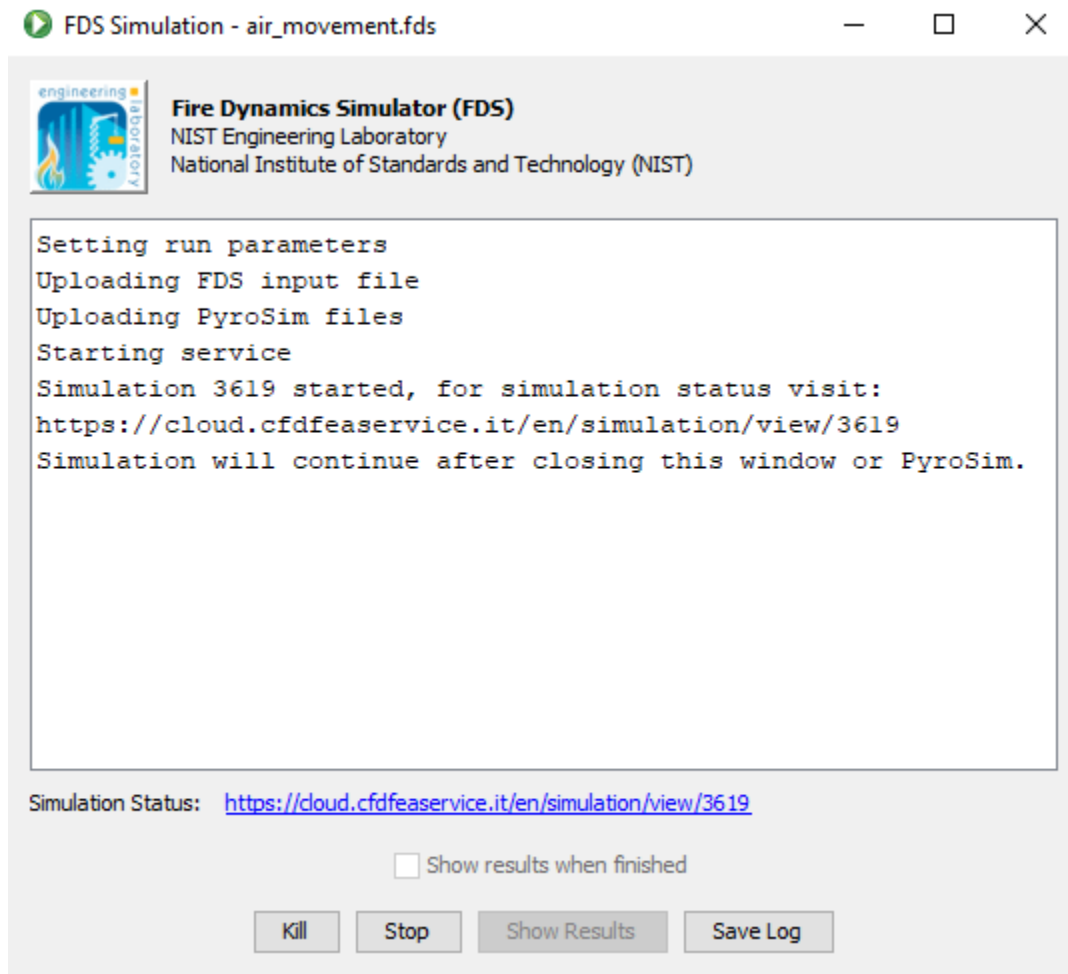 FDS Simulation - air_movement.fds
engineering
laboratory
Fire Dynamics Simulator (FDS)
NIST Engineering Laboratory
National Institute of Standards and Technology (NIST)
Setting run parameters
Uploading FDS input file
Uploading PyroSim files
Starting service
Simulation 3619 started, for simulation status visit:
https://cloud.cfdfeaservice.it/en/simulation/view/3619
Simulation will continue after closing this window or PyroSim.
Simulation Status: https://cloud.cfdfeaservice.it/en/simulation/view/3619
Show results when finished
Kill Stop Show Results Save Log